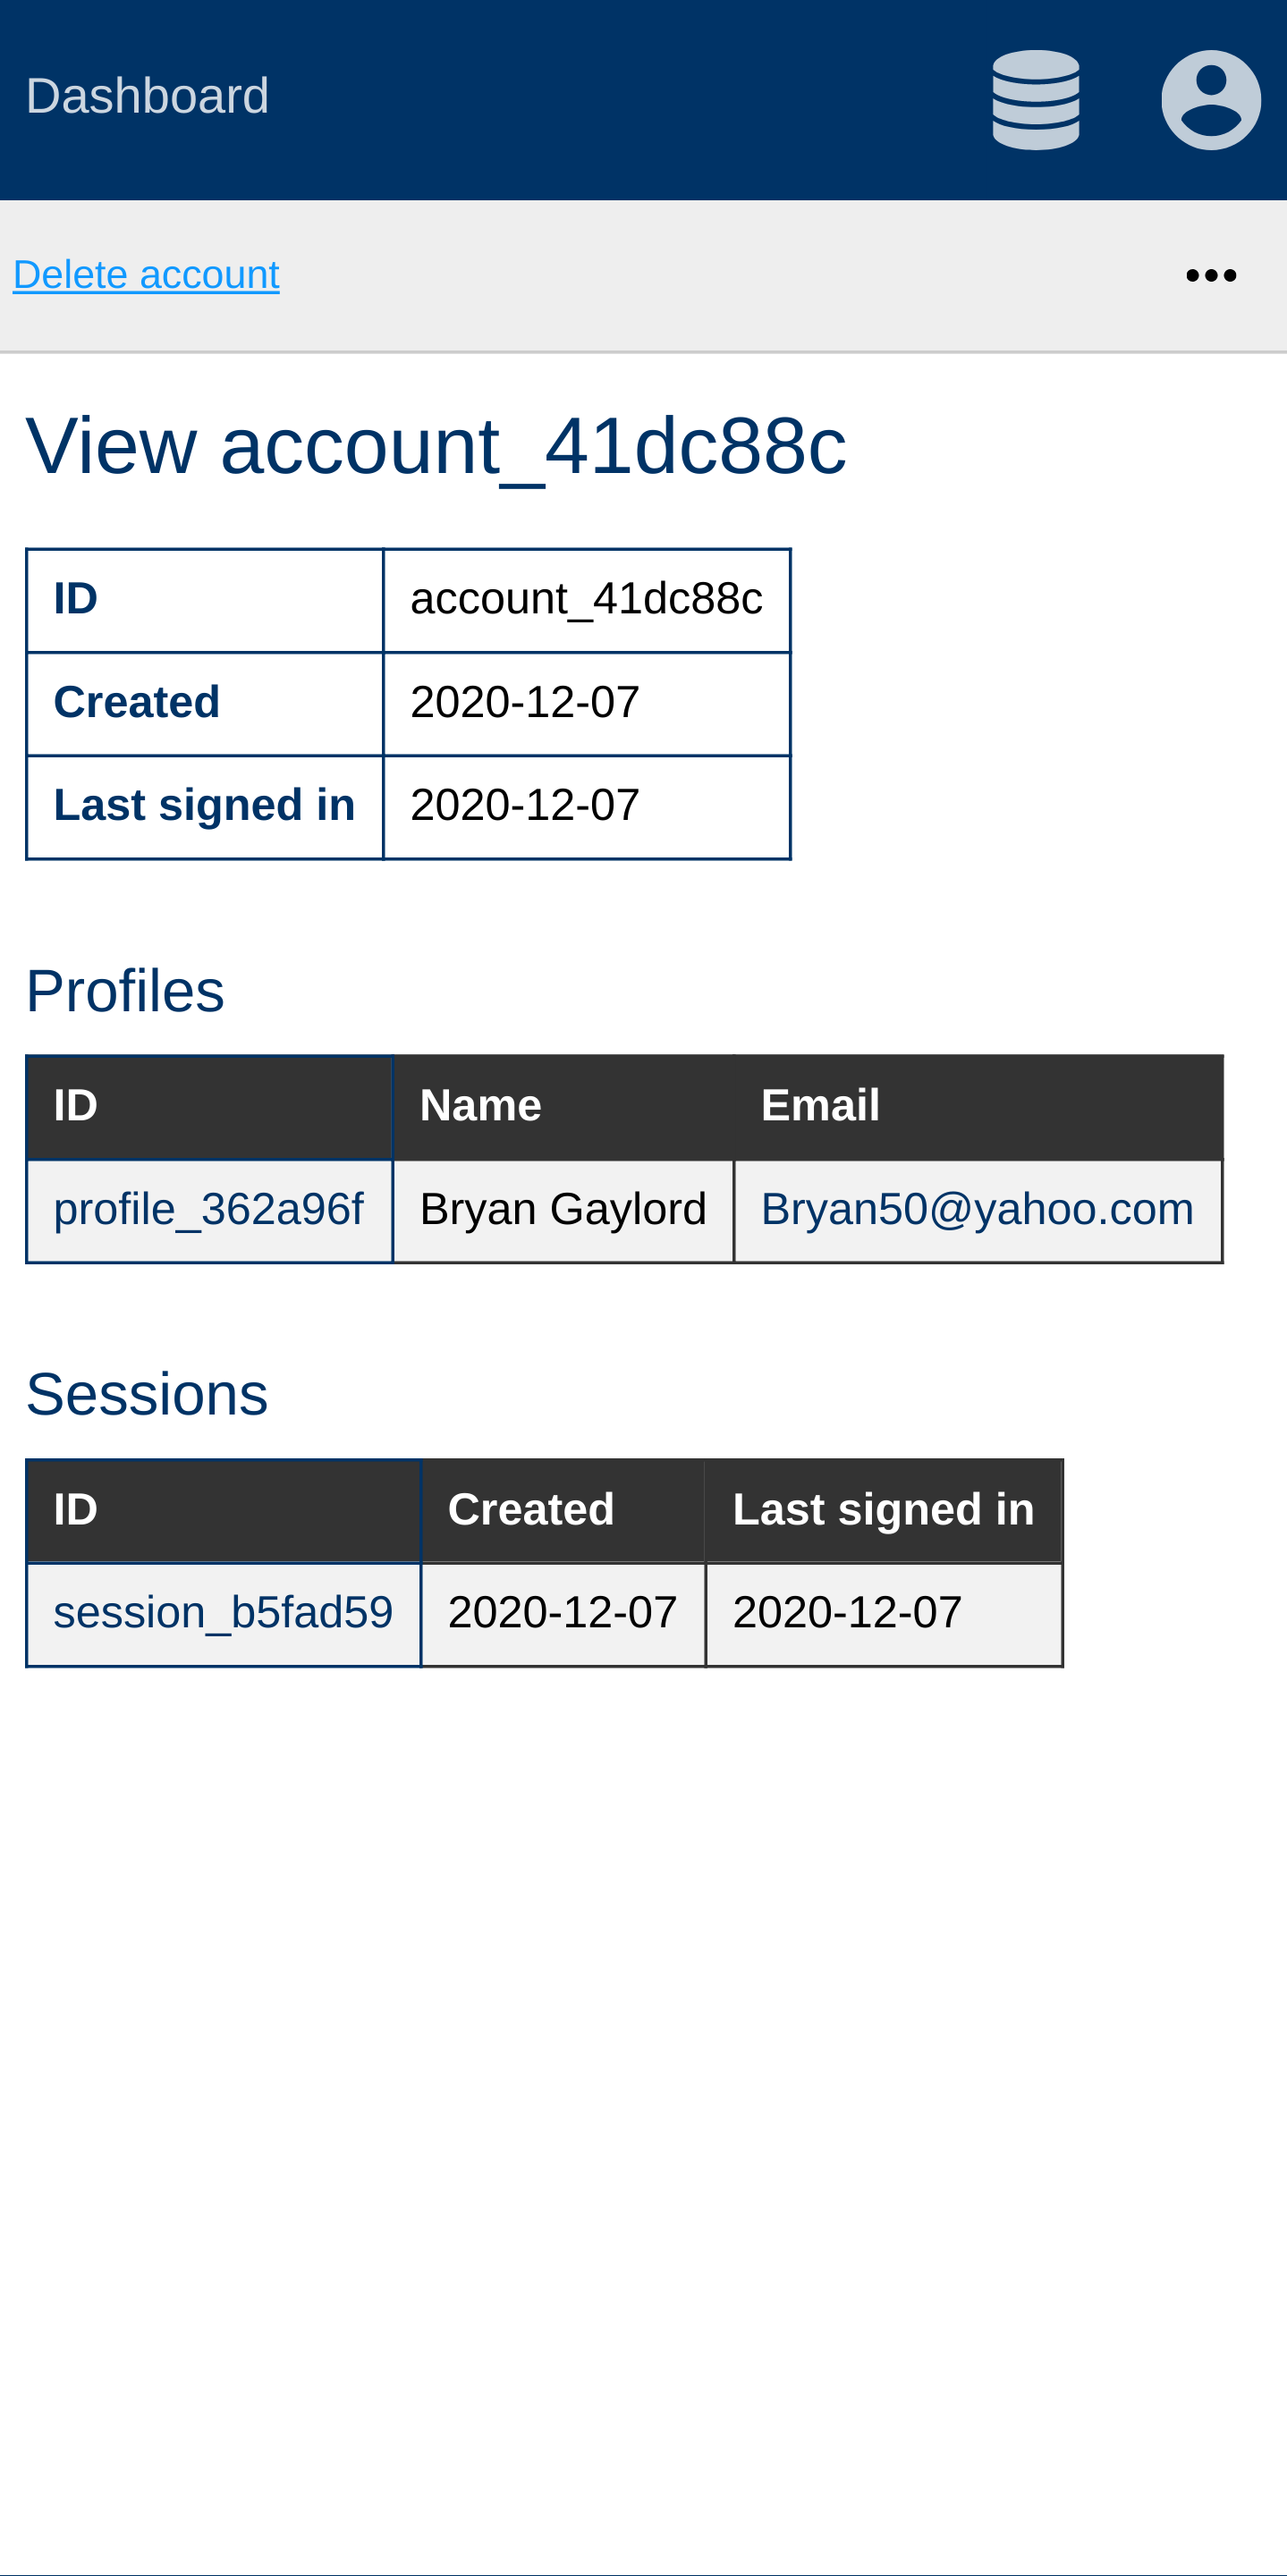 Dashboard
Delete account
View account_41dc88c
ID account_41dc88c
Created 2020-12-07
Last signed in 2020-12-07
Profiles
ID Name Email
profile_362a96f Bryan Gaylord Bryan50@yahoo.com
Sessions
ID Created Last signed in
session_b5fad59 2020-12-07 2020-12-07